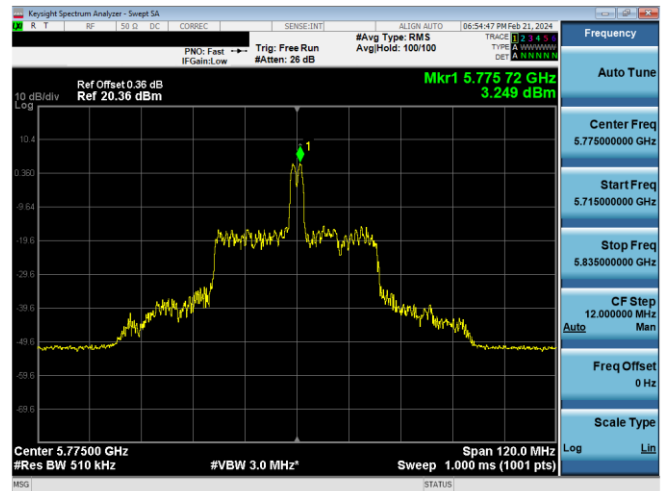 Keysight Spectrum Analyzer - Swept SA
R T RF 50 Ω DC CORREC SENSE:INT ALIGN AUTO 06:54:47 PM Feb 21, 2024
PNO: Fast
IFGain:Low
Trig: Free Run
#Atten: 26 dB
#Avg Type: RMS
Avg|Hold: 100/100
TRACE 1 2 3 4 5 6
TYPE A WWWWW
DET A N N N N N
Mkr1 5.775 72 GHz
3.249 dBm
Ref Offset 0.36 dB
Ref 20.36 dBm
10 dB/div
Log
1
10.4
0.360
-9.64
-19.6
-29.6
-39.6
-49.6
-59.6
-69.6
Center 5.77500 GHz
#Res BW 510 kHz
#VBW 3.0 MHz*
Span 120.0 MHz
Sweep 1.000 ms (1001 pts)
MSG
STATUS
Frequency
Auto Tune
Center Freq
5.775000000 GHz
Start Freq
5.715000000 GHz
Stop Freq
5.835000000 GHz
CF Step
12.000000 MHz
Auto Man
Freq Offset
0 Hz
Scale Type
Log Lin